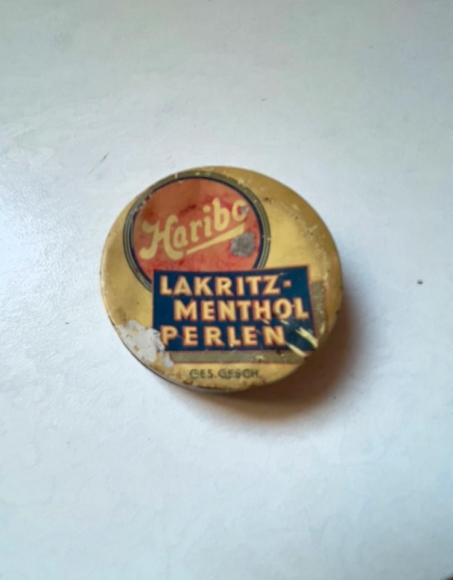 Haribo
LAKRITZ-
MENTHOL
PERLEN
GES. GESCH.